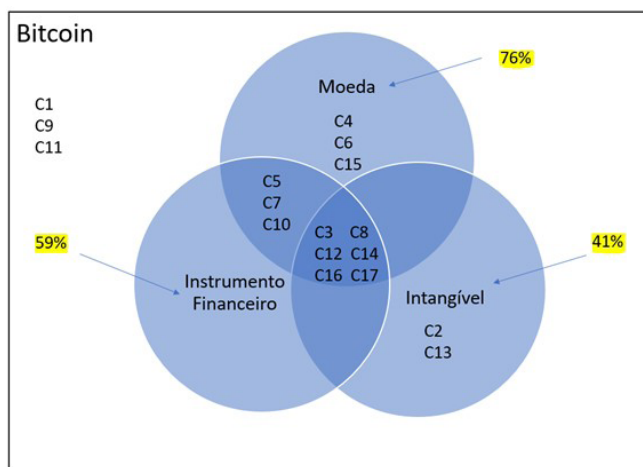 Bitcoin
76%
Moeda
C1
C9
C11
C4
C6
C15
C5
C7
C10
C3 C8
C12 C14
C16 C17
59%
41%
Instrumento
Financeiro
Intangível
C2
C13